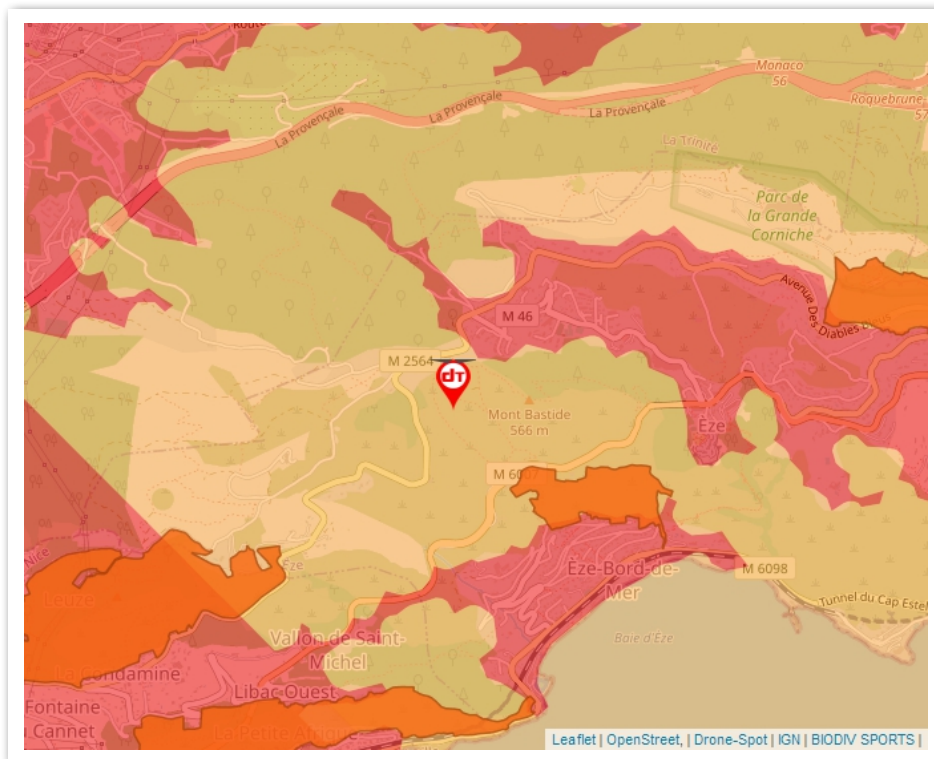 Route
Monaco
56
La Provençale
La Provençale
La Provençale
Roquebrune-
57
La Trinité
Parc de
la Grande
Corniche
Avenue Des Diables Bleus
M 46
M 2564
dT
Mont Bastide
566 m
Èze
M 6007
Nice
Èze
Leuze
Èze-Bord-de-
Mer
M 6098
Tunnel du Cap Estel
Baie d'Èze
Vallon de Saint-
Michel
La Condamine
Libac Ouest
Fontaine
u Cannet
La Petite Afrique
Leaflet | OpenStreet, | Drone-Spot | IGN | BIODIV SPORTS |